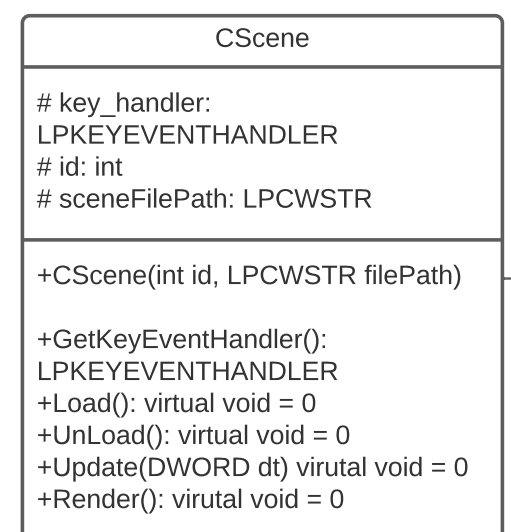 CScene
# key_handler:
LPKEYEVENTHANDLER
# id: int
# sceneFilePath: LPCWSTR
+CScene(int id, LPCWSTR filePath)
+GetKeyEventHandler():
LPKEYEVENTHANDLER
+Load(): virtual void = 0
+UnLoad(): virtual void = 0
+Update(DWORD dt) virutal void = 0
+Render(): virutal void = 0